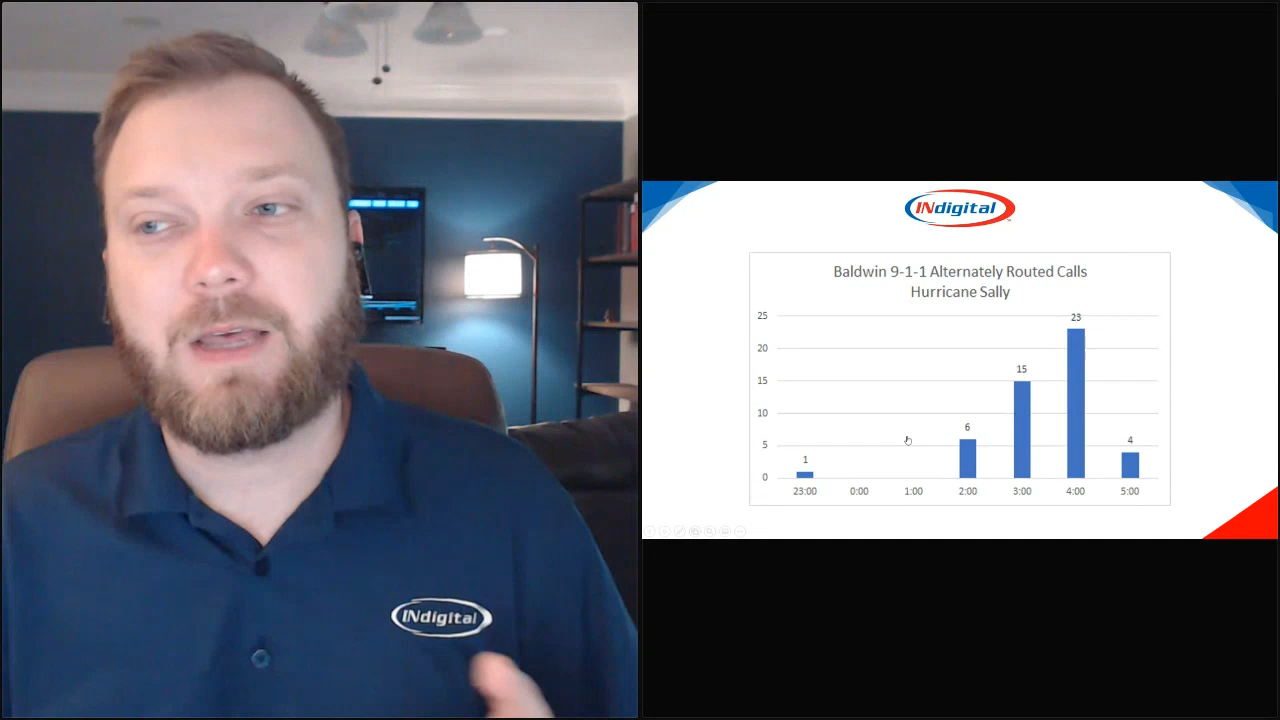 INdigital
INdigital
Baldwin 9-1-1 Alternately Routed Calls
Hurricane Sally
25
20
15
10
5
0
1
6
15
23
4
23:00 0:00 1:00 2:00 3:00 4:00 5:00